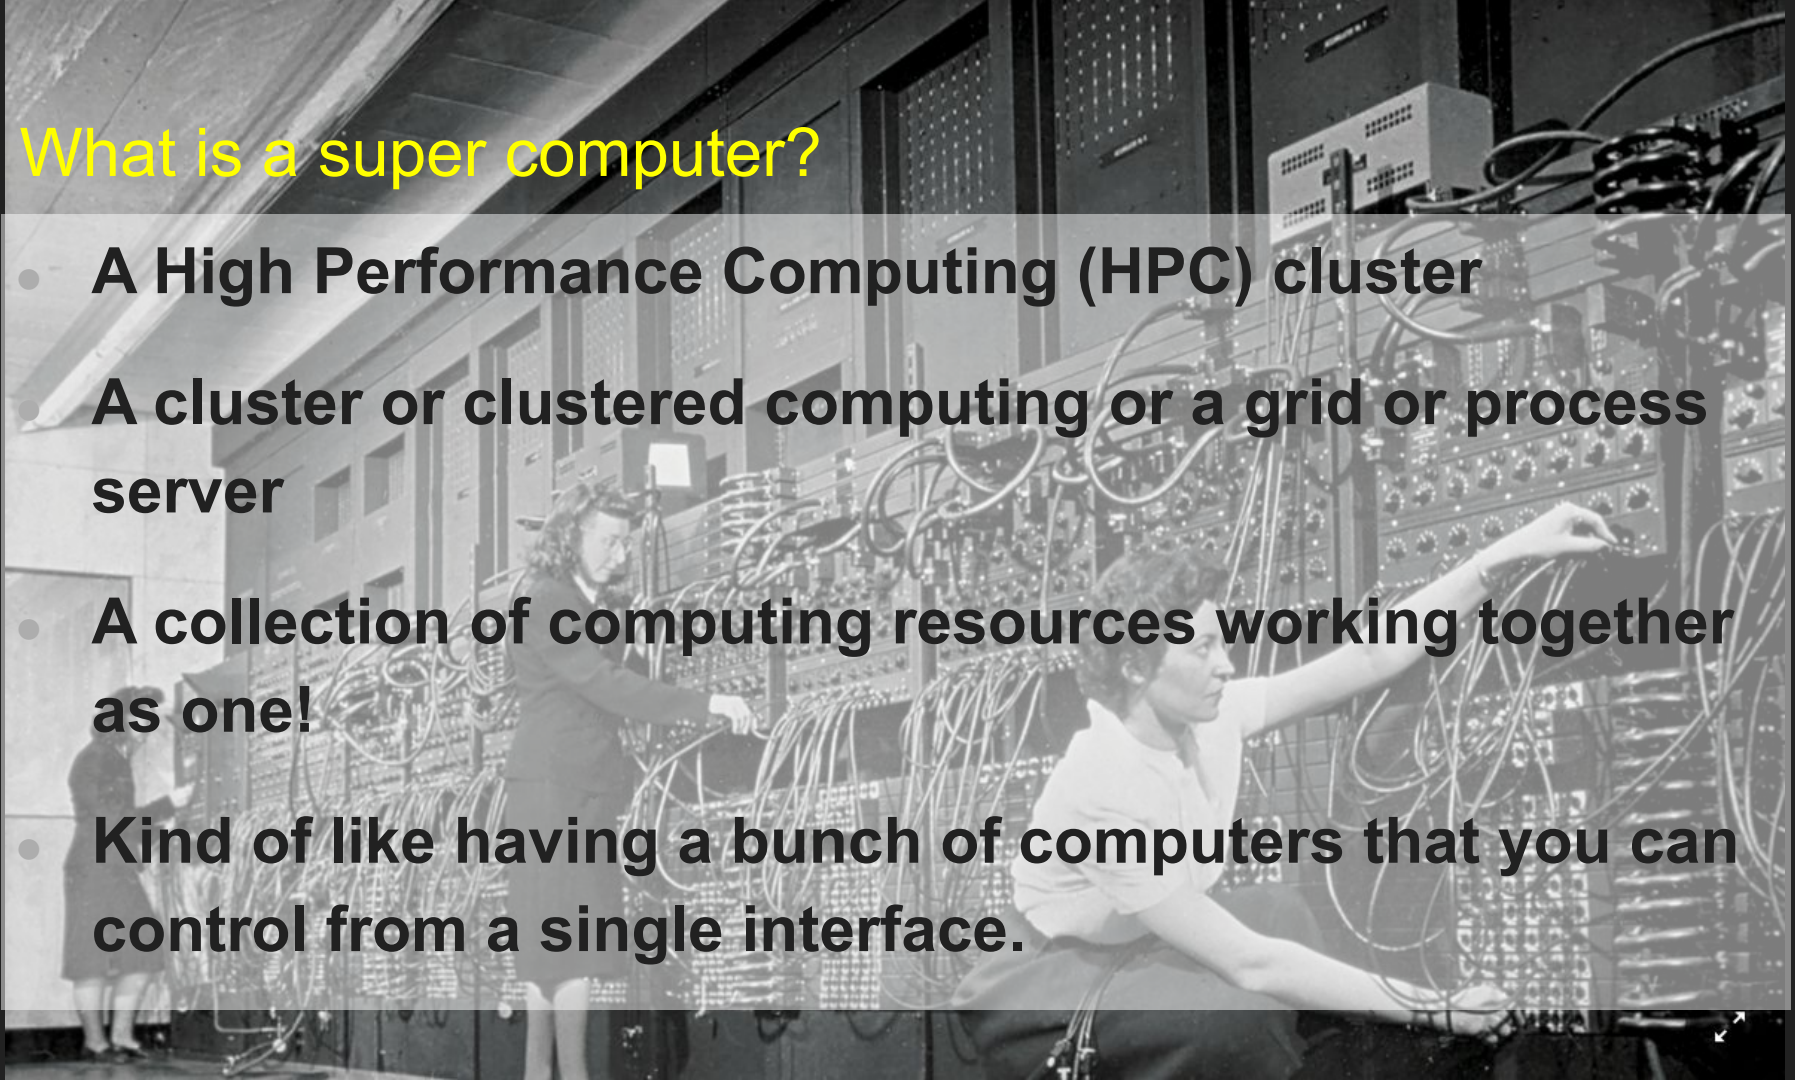 What is a super computer?
A High Performance Computing (HPC) cluster
A cluster or clustered computing or a grid or process
server
A collection of computing resources working together
as one!
Kind of like having a bunch of computers that you can
control from a single interface.